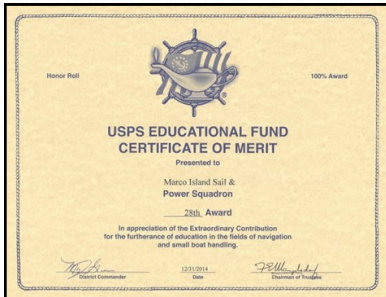 Honor Roll
100% Award
®
USPS EDUCATIONAL FUND
CERTIFICATE OF MERIT
Presented to
Marco Island Sail &
Power Squadron
28th Award
In appreciation of the Extraordinary Contribution
for the furtherance of education in the fields of navigation
and small boat handling.
12/31/2014
District Commander
Date
Chairman of Trustees